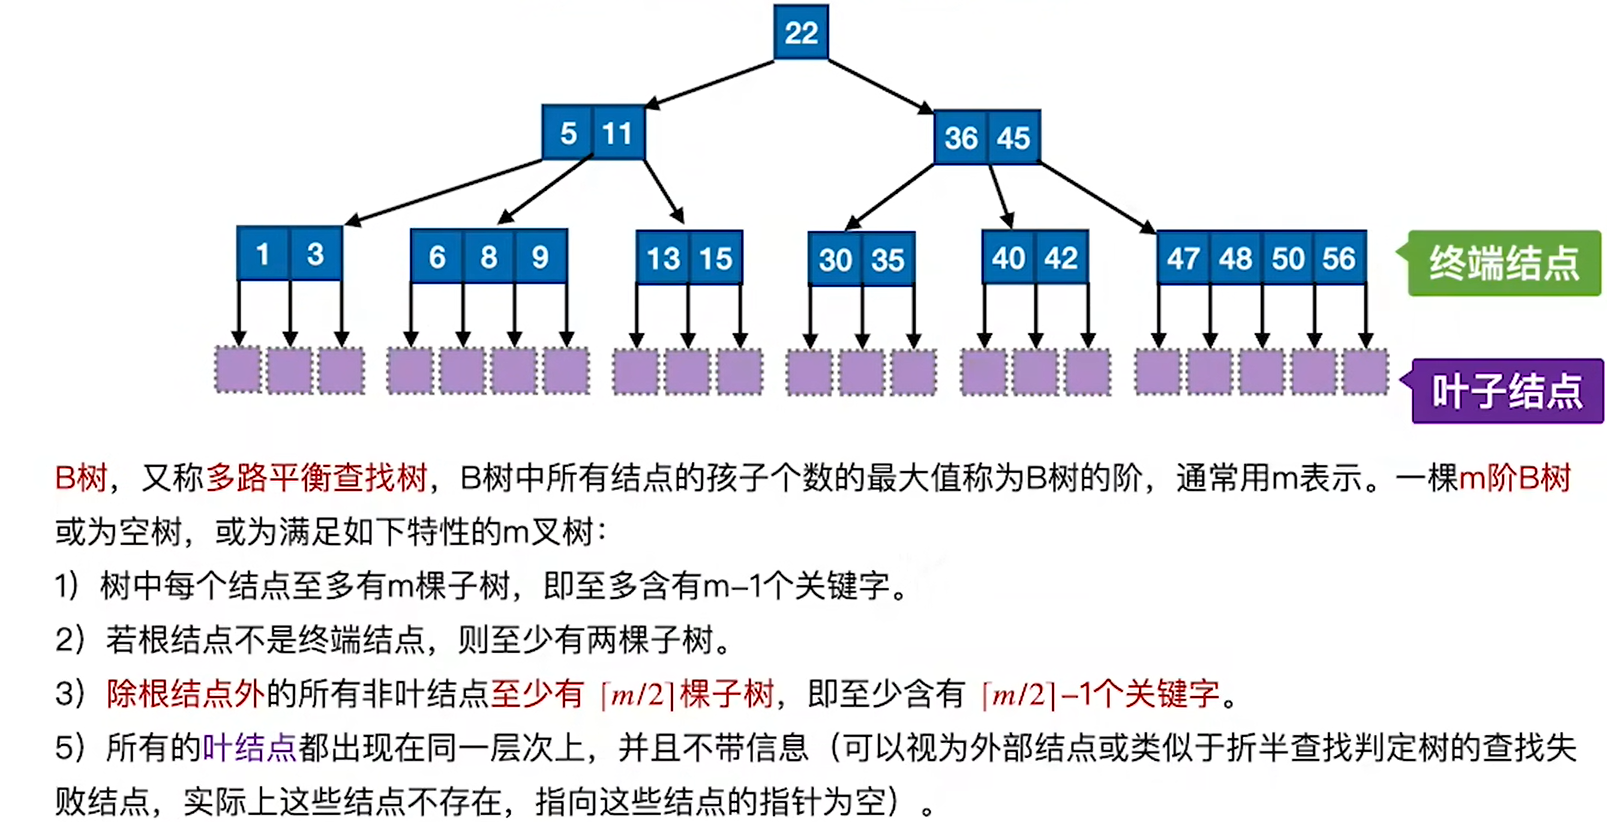 22
5 11
36 45
1 3
6 8 9
13 15
30 35
40 42
47 48 50 56
终端结点
叶子结点
B树，又称多路平衡查找树，B树中所有结点的孩子个数的最大值称为B树的阶，通常用m表示。一棵m阶B树
或为空树，或为满足如下特性的m叉树：
1）树中每个结点至多有m棵子树，即至多含有m-1个关键字。
2）若根结点不是终端结点，则至少有两棵子树。
3）除根结点外的所有非叶结点至少有 ⌈m/2⌉棵子树，即至少含有 ⌈m/2⌉-1个关键字。
5）所有的叶结点都出现在同一层次上，并且不带信息（可以视为外部结点或类似于折半查找判定树的查找失
败结点，实际上这些结点不存在，指向这些结点的指针为空）。